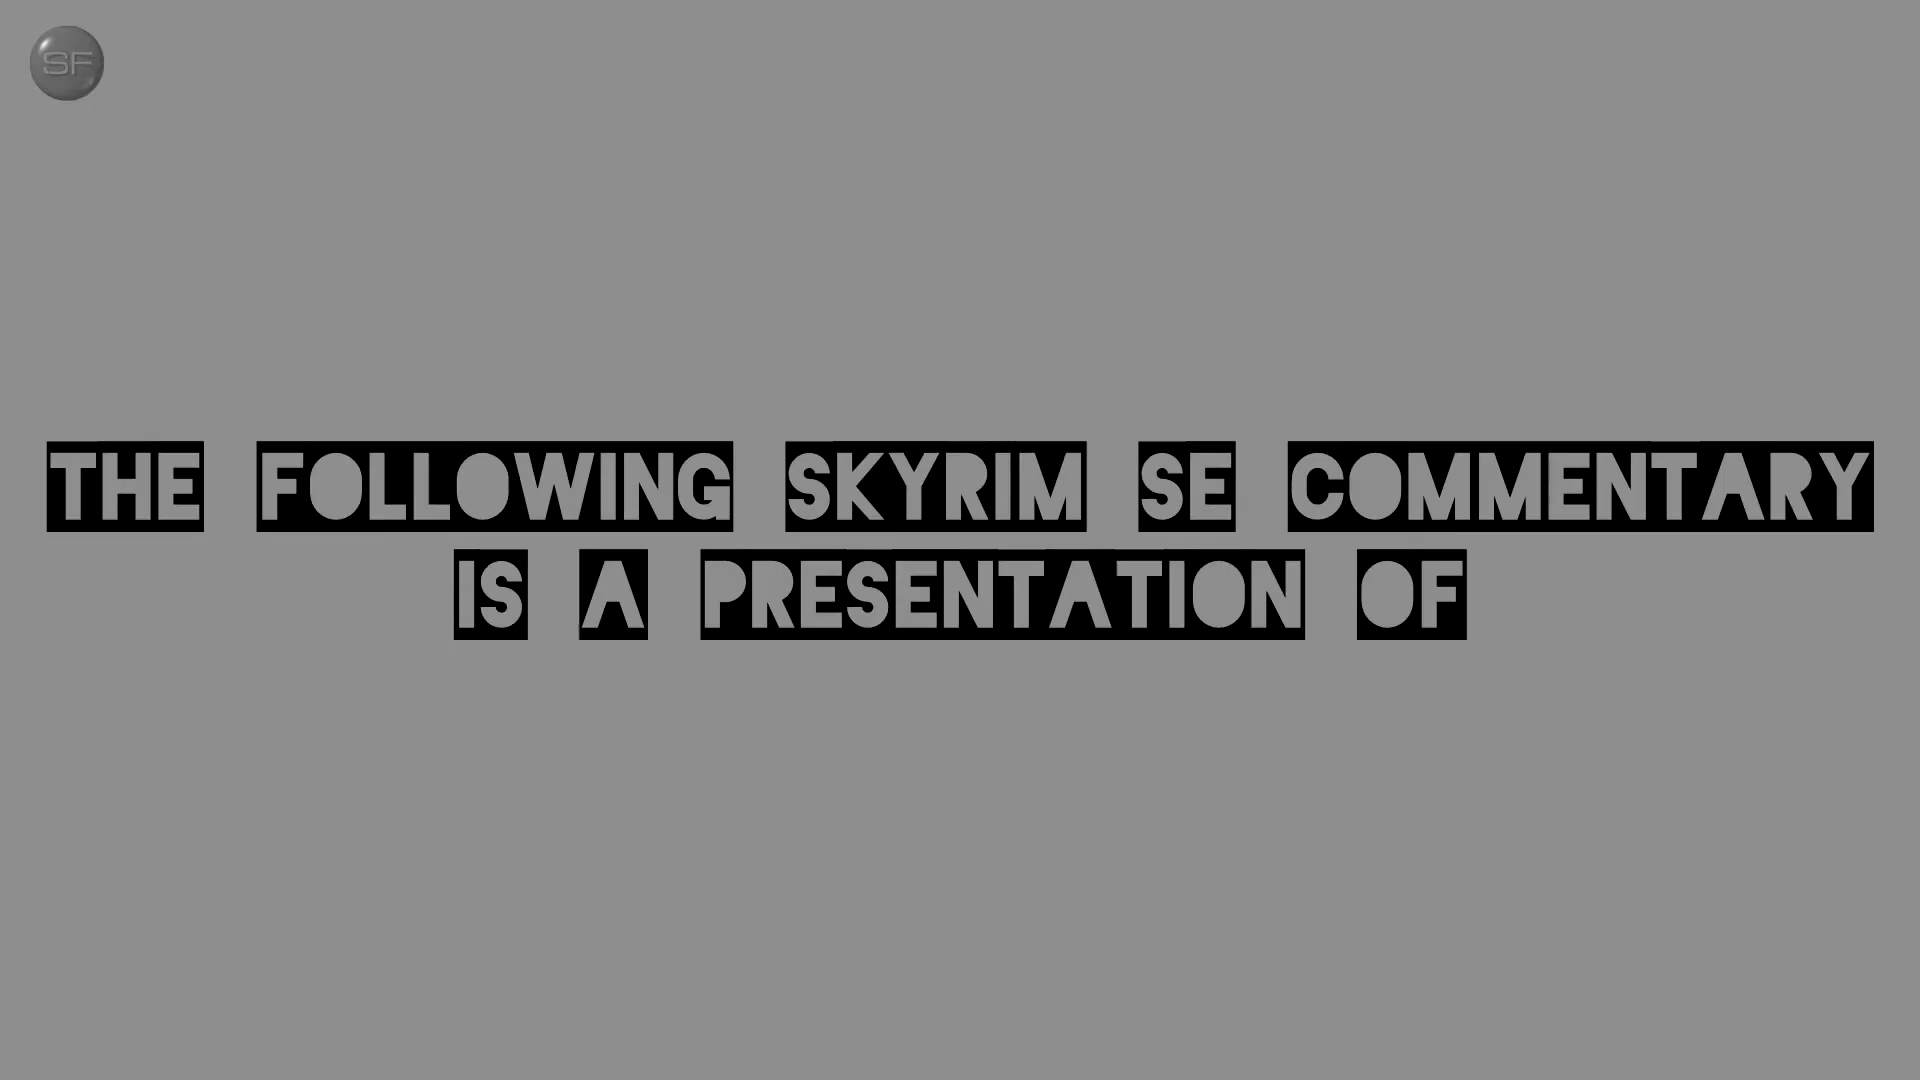 SF
THE FOLLOWING SKYRIM SE COMMENTARY
IS A PRESENTATION OF